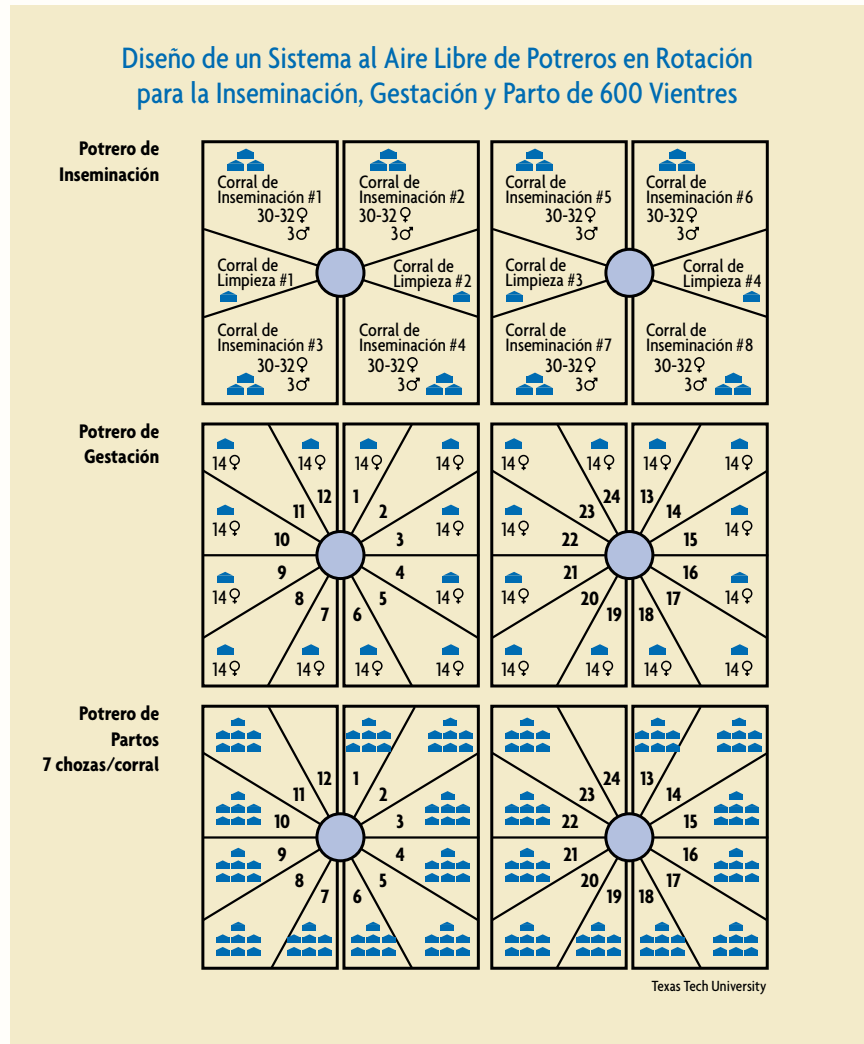 Diseño de un Sistema al Aire Libre de Potreros en Rotación
para la Inseminación, Gestación y Parto de 600 Vientres
Potrero de
Inseminación
Corral de
Inseminación #1
30-32♀
3♂
Corral de
Inseminación #2
30-32♀
3♂
Corral de
Limpieza #1
Corral de
Limpieza #2
Corral de
Inseminación #3
30-32♀
3♂
Corral de
Inseminación #4
30-32♀
3♂
Corral de
Inseminación #5
30-32♀
3♂
Corral de
Inseminación #6
30-32♀
3♂
Corral de
Limpieza #3
Corral de
Limpieza #4
Corral de
Inseminación #7
30-32♀
3♂
Corral de
Inseminación #8
30-32♀
3♂
Potrero de
Gestación
14♀ 14♀ 14♀ 14♀
12 1
11 2
14♀ 14♀
10 3
9 4
14♀ 8 5 14♀
7 6
14♀ 14♀ 14♀ 14♀
14♀ 14♀ 14♀ 14♀
24 13
23 14
14♀ 14♀
22 15
21 16
14♀ 20 17 14♀
19 18
14♀ 14♀ 14♀ 14♀
Potrero de
Partos
7 chozas/corral
12 1
11 2
10 3
9 4
8 5
7 6
24 13
23 14
22 15
21 16
20 17
19 18
Texas Tech University